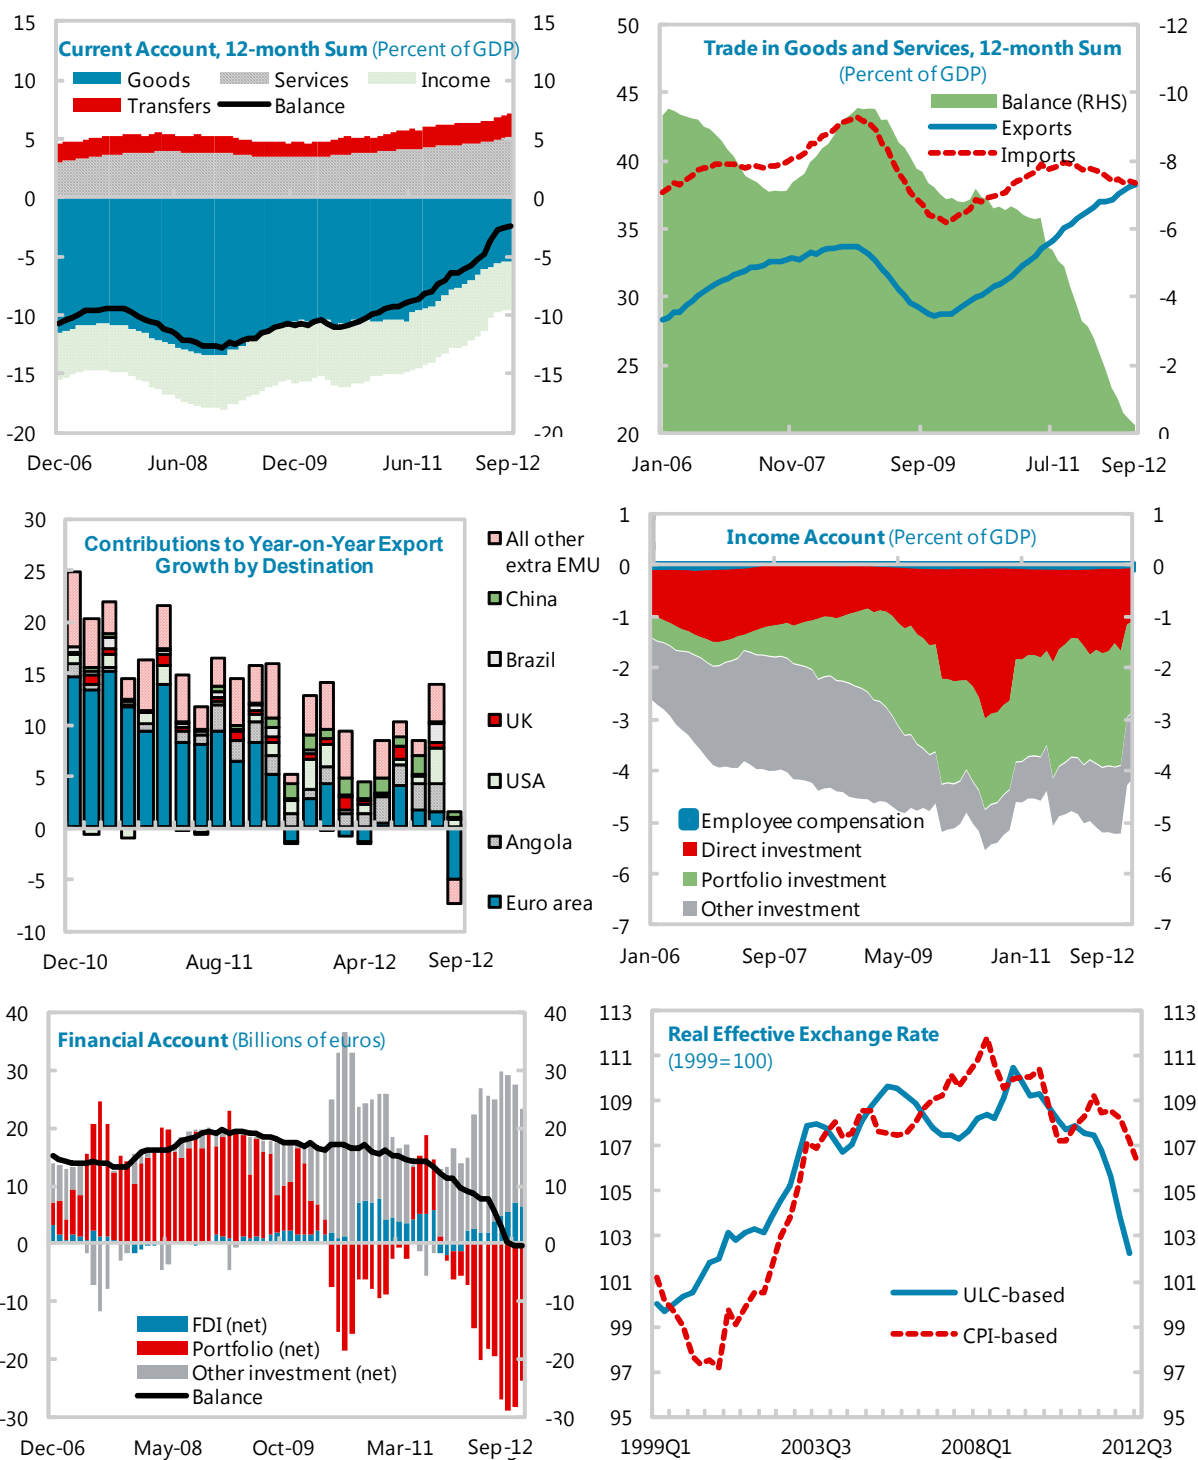 Current Account, 12-month Sum (Percent of GDP)
Goods
Services
Income
Transfers
Balance
15
10
5
0
-5
-10
-15
-20
15
10
5
0
-5
-10
-15
-20
Dec-06
Jun-08
Dec-09
Jun-11
Sep-12
Trade in Goods and Services, 12-month Sum
(Percent of GDP)
Balance (RHS)
Exports
Imports
50
45
40
35
30
25
20
-12
-10
-8
-6
-4
-2
0
Jan-06
Nov-07
Sep-09
Jul-11
Sep-12
Contributions to Year-on-Year Export
Growth by Destination
30
25
20
15
10
5
0
-5
-10
Dec-10
Aug-11
Apr-12
Sep-12
All other
extra EMU
China
Brazil
UK
USA
Angola
Euro area
Income Account (Percent of GDP)
1
0
-1
-2
-3
-4
-5
-6
-7
1
0
-1
-2
-3
-4
-5
-6
-7
Employee compensation
Direct investment
Portfolio investment
Other investment
Jan-06
Sep-07
May-09
Jan-11
Sep-12
Financial Account (Billions of euros)
40
30
20
10
0
-10
-20
-30
40
30
20
10
0
-10
-20
-30
FDI (net)
Portfolio (net)
Other investment (net)
Balance
Dec-06
May-08
Oct-09
Mar-11
Sep-12
Real Effective Exchange Rate
(1999=100)
113
111
109
107
105
103
101
99
97
95
113
111
109
107
105
103
101
99
97
95
ULC-based
CPI-based
1999Q1
2003Q3
2008Q1
2012Q3